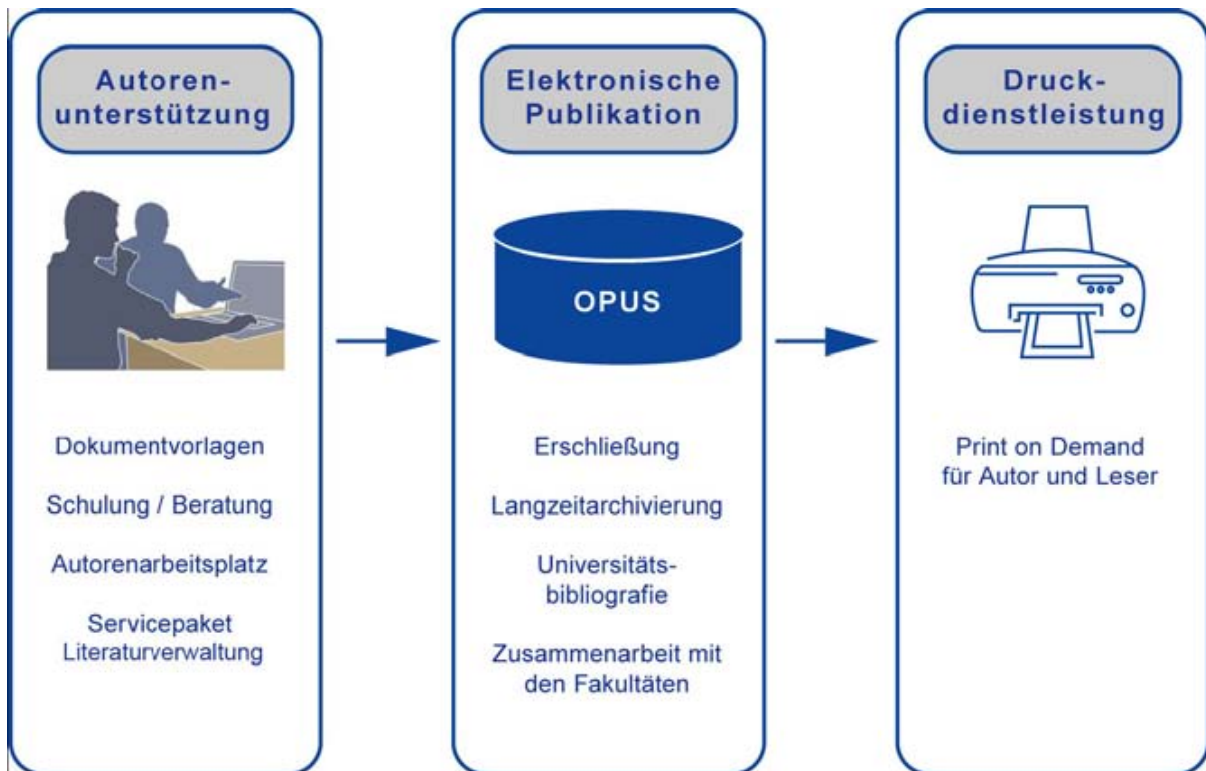 Autoren-
unterstützung
Dokumentvorlagen
Schulung / Beratung
Autorenarbeitsplatz
Servicepaket
Literaturverwaltung
Elektronische
Publikation
OPUS
Erschließung
Langzeitarchivierung
Universitäts-
bibliografie
Zusammenarbeit mit
den Fakultäten
Druck-
dienstleistung
Print on Demand
für Autor und Leser